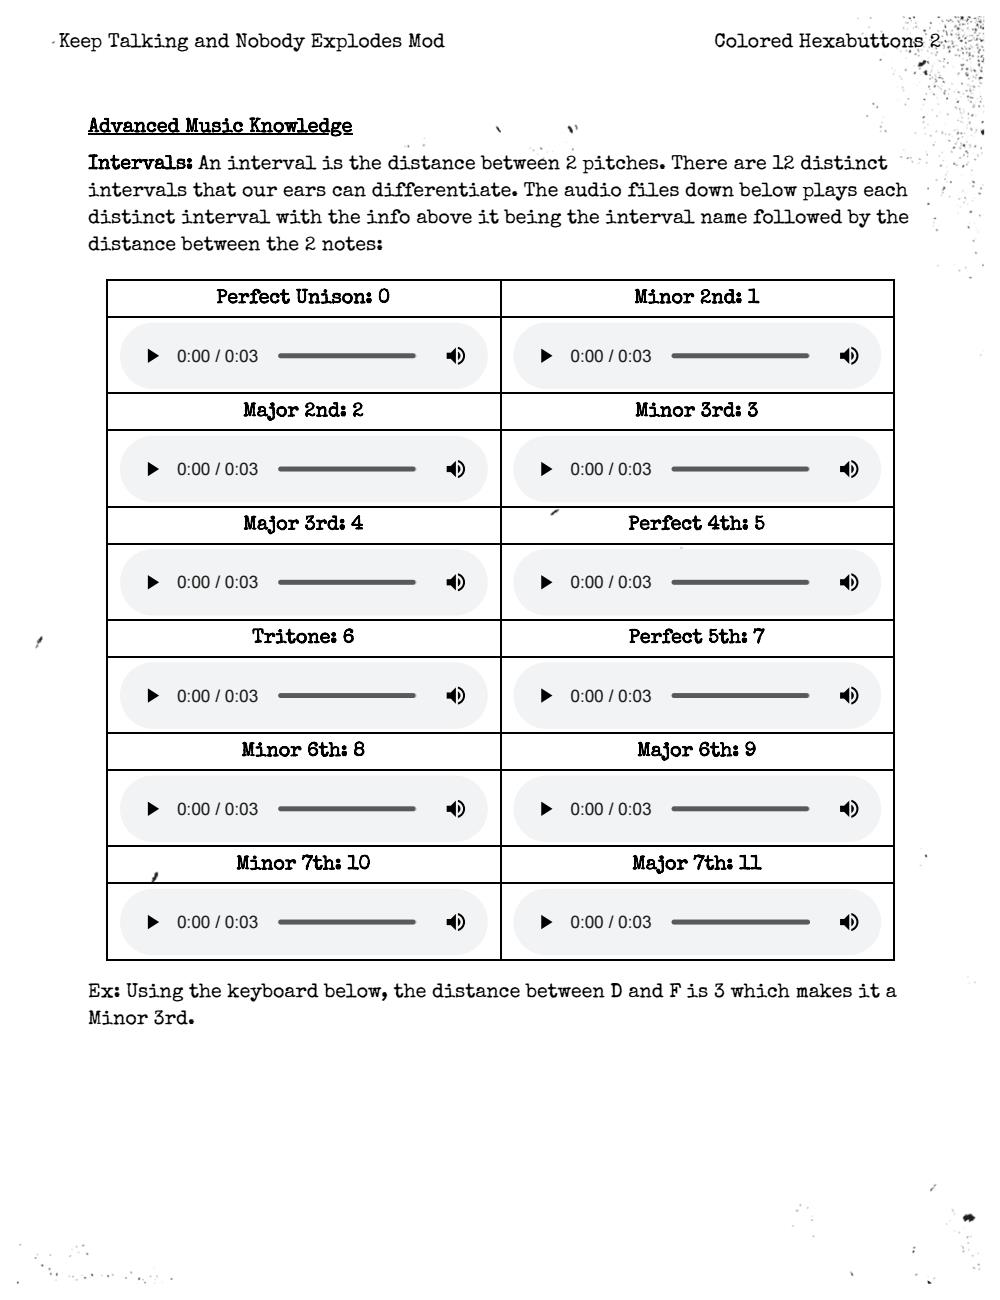 Keep Talking and Nobody Explodes Mod
Colored Hexabuttons 2
Advanced Music Knowledge
Intervals: An interval is the distance between 2 pitches. There are 12 distinct
intervals that our ears can differentiate. The audio files down below plays each
distinct interval with the info above it being the interval name followed by the
distance between the 2 notes:
Perfect Unison: 0
Minor 2nd: 1
0:00 / 0:03
0:00 / 0:03
Major 2nd: 2
Minor 3rd: 3
0:00 / 0:03
0:00 / 0:03
Major 3rd: 4
Perfect 4th: 5
0:00 / 0:03
0:00 / 0:03
Tritone: 6
Perfect 5th: 7
0:00 / 0:03
0:00 / 0:03
Minor 6th: 8
Major 6th: 9
0:00 / 0:03
0:00 / 0:03
Minor 7th: 10
Major 7th: 11
0:00 / 0:03
0:00 / 0:03
Ex: Using the keyboard below, the distance between D and F is 3 which makes it a
Minor 3rd.